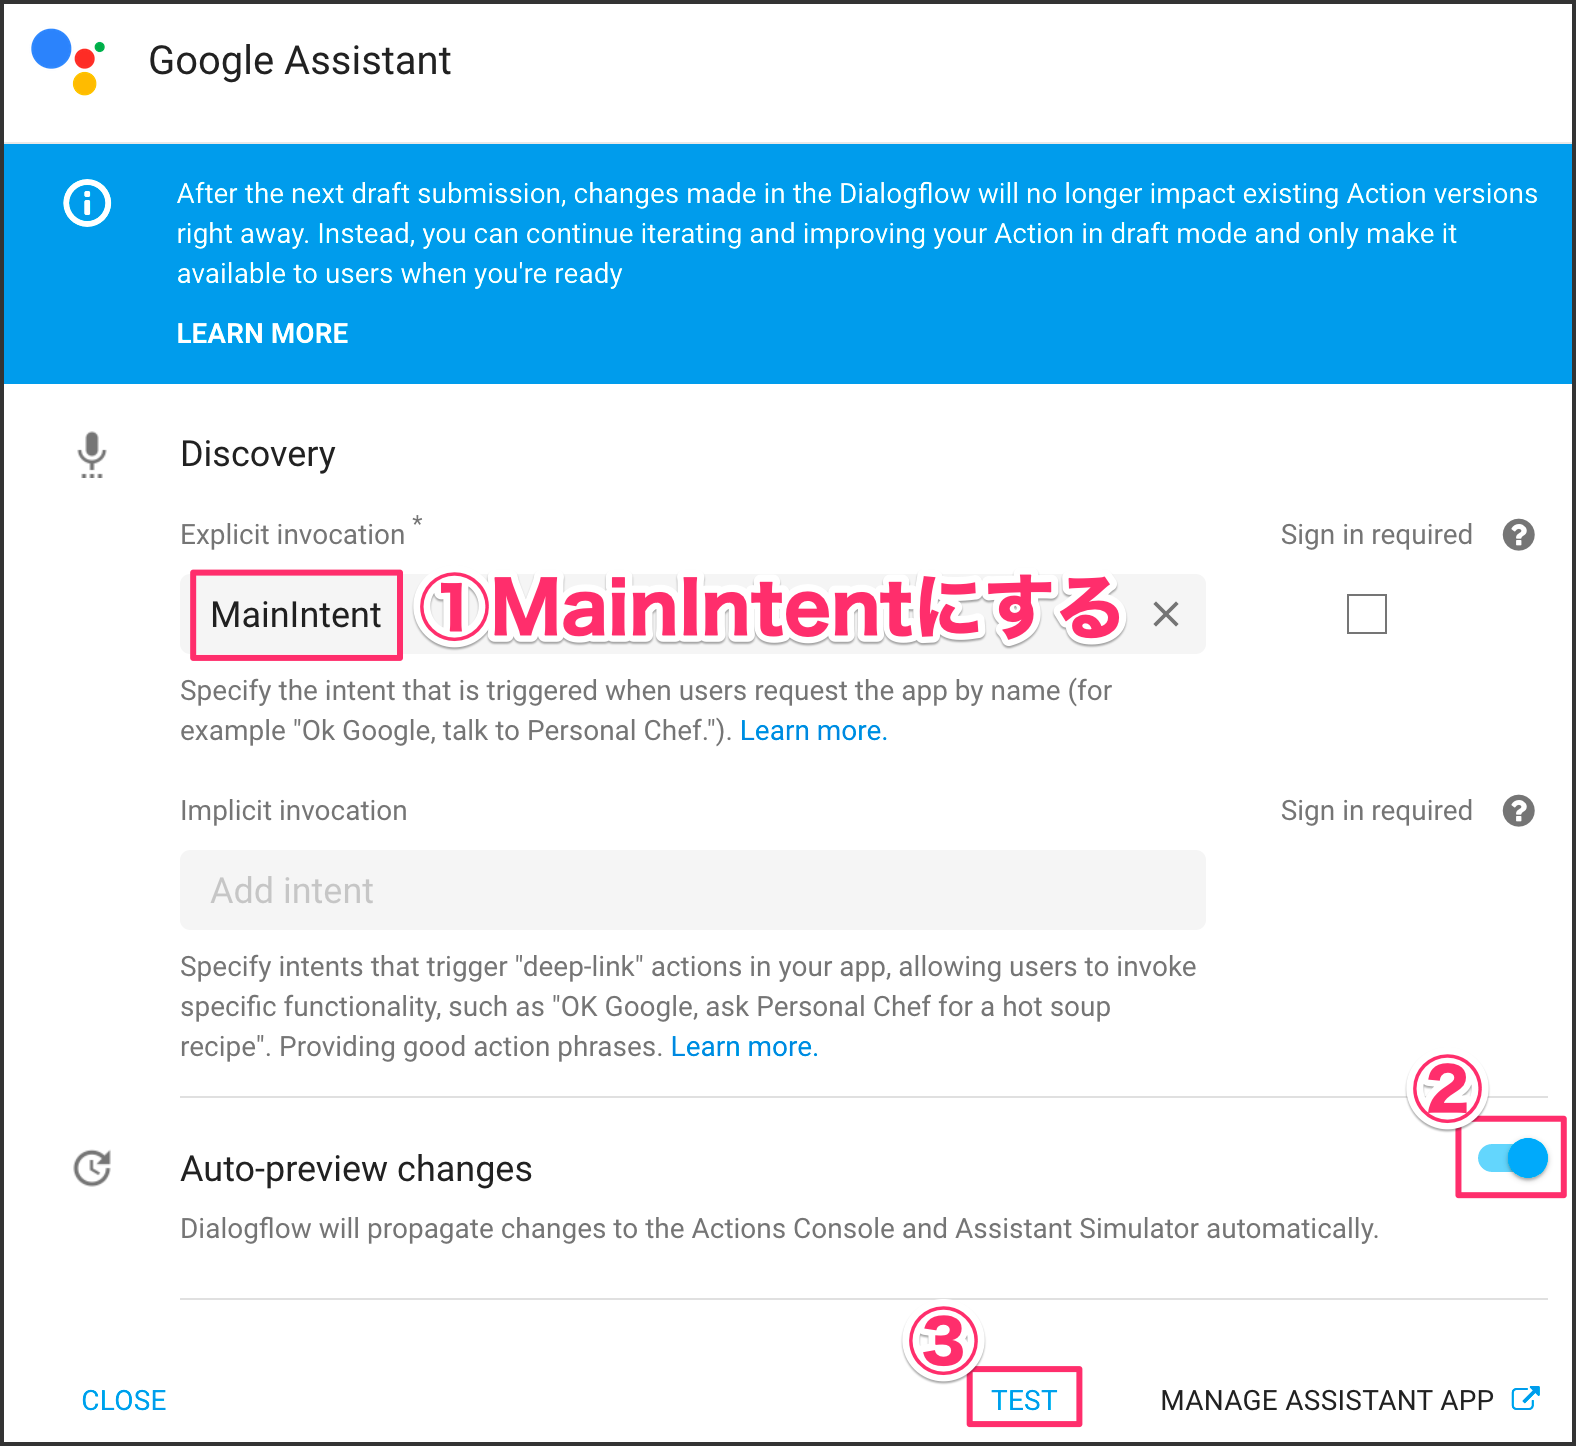 Google Assistant
After the next draft submission, changes made in the Dialogflow will no longer impact existing Action versions
right away. Instead, you can continue iterating and improving your Action in draft mode and only make it
available to users when you're ready
LEARN MORE
Discovery
Explicit invocation *
Sign in required
MainIntent
①MainIntentにする
Specify the intent that is triggered when users request the app by name (for
example "Ok Google, talk to Personal Chef."). Learn more.
Implicit invocation
Sign in required
Add intent
Specify intents that trigger "deep-link" actions in your app, allowing users to invoke
specific functionality, such as "OK Google, ask Personal Chef for a hot soup
recipe". Providing good action phrases. Learn more.
②
Auto-preview changes
Dialogflow will propagate changes to the Actions Console and Assistant Simulator automatically.
③
CLOSE
TEST
MANAGE ASSISTANT APP